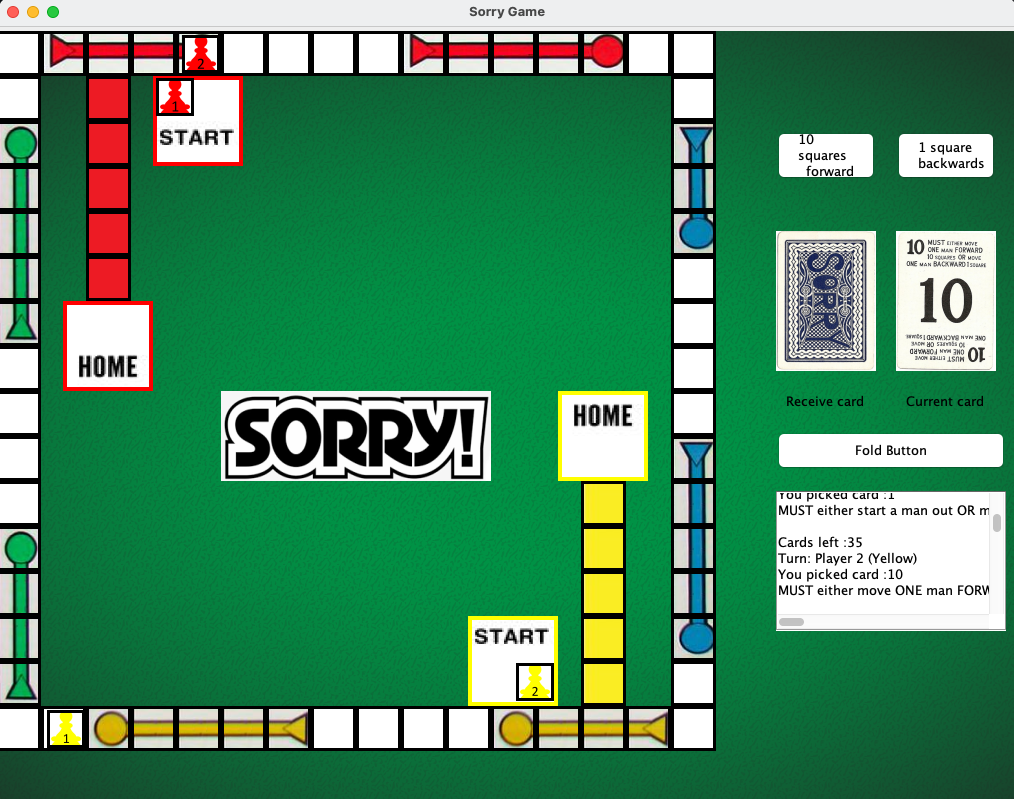 Sorry Game
2
1
START
10
squares
forward
1 square
backwards
SORRY
10 MUST EITHER MOVE
ONE MAN FORWARD
10 SQUARES OR MOVE
ONE MAN BACKWARD 1 SQUARE
10
10 MUST EITHER MOVE
ONE MAN FORWARD
10 SQUARES OR MOVE
ONE MAN BACKWARD 1 SQUARE
HOME
Receive card
Current card
SORRY!
HOME
Fold Button
You picked card :1
MUST either start a man out OR m
Cards left :35
Turn: Player 2 (Yellow)
You picked card :10
MUST either move ONE man FORW
START
2
1